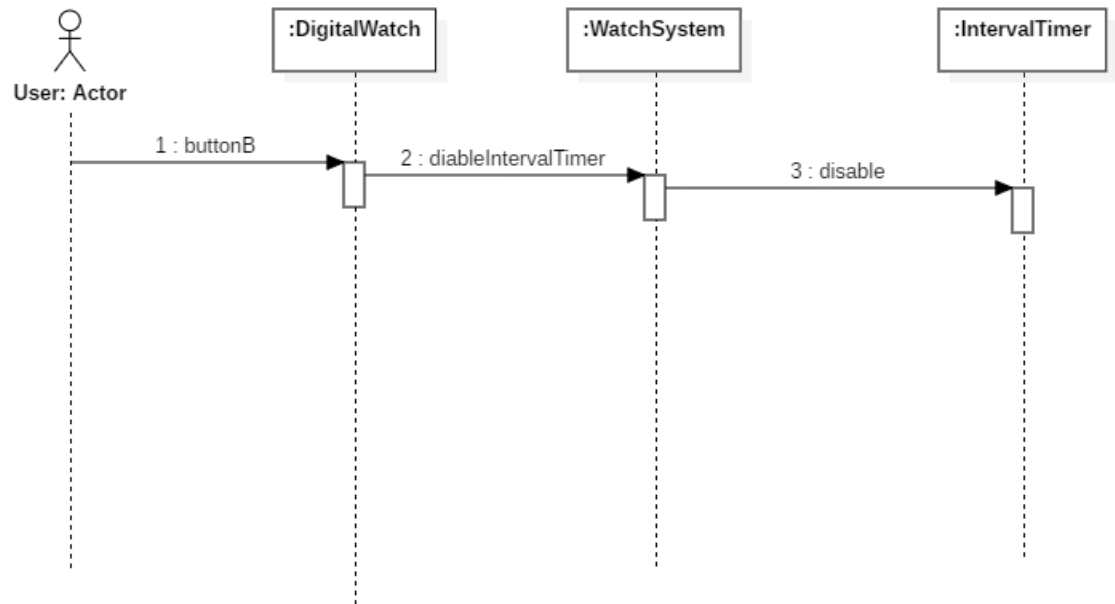 :DigitalWatch
:WatchSystem
:IntervalTimer
User: Actor
1 : buttonB
2 : diableIntervalTimer
3 : disable